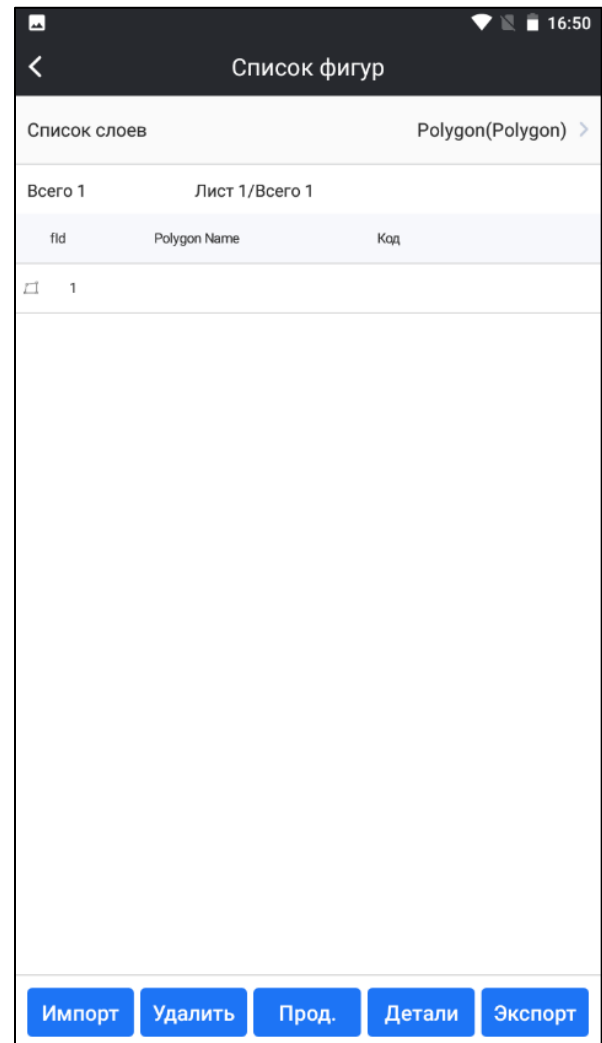 16:50
Список фигур
Список слоев Polygon(Polygon)
Всего 1 Лист 1/Всего 1
fId Polygon Name Код
1
Импорт Удалить Прод. Детали Экспорт